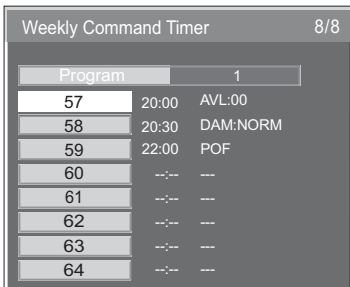 Weekly Command Timer 8/8
Program 1
57 20:00 AVL:00
58 20:30 DAM:NORM
59 22:00 POF
60 --:-- ---
61 --:-- ---
62 --:-- ---
63 --:-- ---
64 --:-- ---